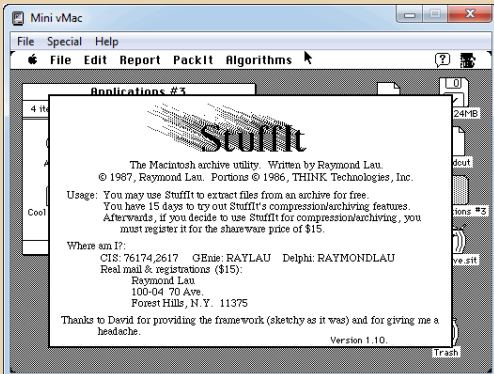 Mini vMac
File Special Help
File Edit Report PackIt Algorithms
Applications #3
4 ite
24MB
StuffIt
The Macintosh archive utility. Written by Raymond Lau.
© 1987, Raymond Lau. Portions © 1986, THINK Technologies, Inc.
Usage: You may use StuffIt to extract files from an archive for free.
You have 15 days to try out StuffIt's compression/archiving features.
Afterwards, if you decide to use StuffIt for compression/archiving, you
must register it for the shareware price of $15.
Where am I?:
CIS: 76174,2617 GEnie: RAYLAU Delphi: RAYMONDLAU
Real mail & registrations ($15):
Raymond Lau
100-04 70 Ave.
Forest Hills, N.Y. 11375
Thanks to David for providing the framework (sketchy as it was) and for giving me a
headache.
Version 1.10.
A
Cool
dcut
tions #3
ve.sit
Trash